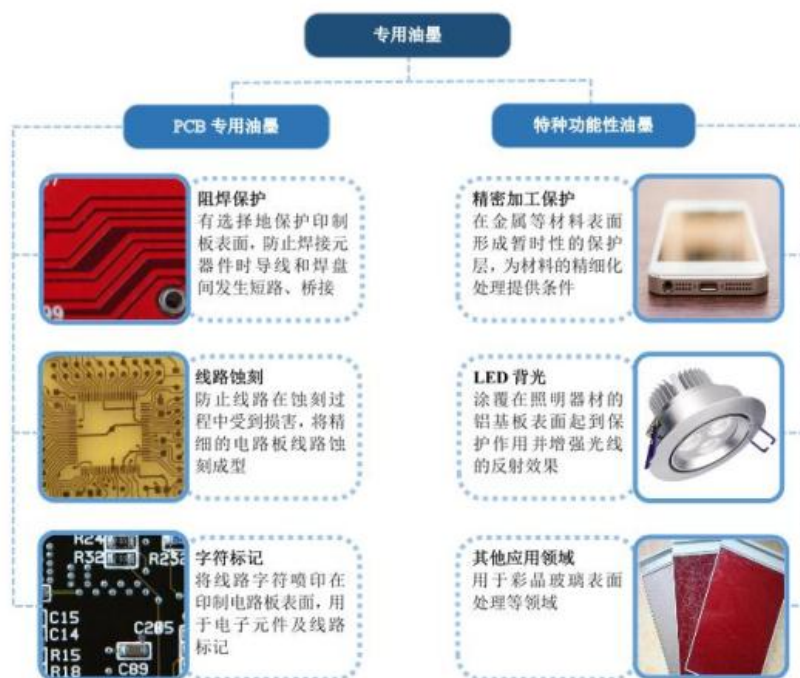 专用油墨
PCB 专用油墨
特种功能性油墨
阻焊保护
有选择地保护印制
板表面，防止焊接元
器件时导线和焊盘
间发生短路、桥接
精密加工保护
在金属等材料表面
形成暂时性的保护
层，为材料的精细化
处理提供条件
99
线路蚀刻
防止线路在蚀刻过
程中受到损害，将精
细的电路板线路蚀
刻成型
LED 背光
涂覆在照明器材的
铝基板表面起到保
护作用并增强光线
的反射效果
R24
R32
R232
C15
C14
C205
R15
R18
C89
字符标记
将线路字符喷印在
印制电路板表面，用
于电子元件及线路
标记
其他应用领域
用于彩晶玻璃表面
处理等领域